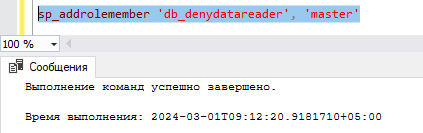 sp_addrolemember 'db_denydatareader', 'master'
100 %
Сообщения
Выполнение команд успешно завершено.
Время выполнения: 2024-03-01T09:12:20.9181710+05:00